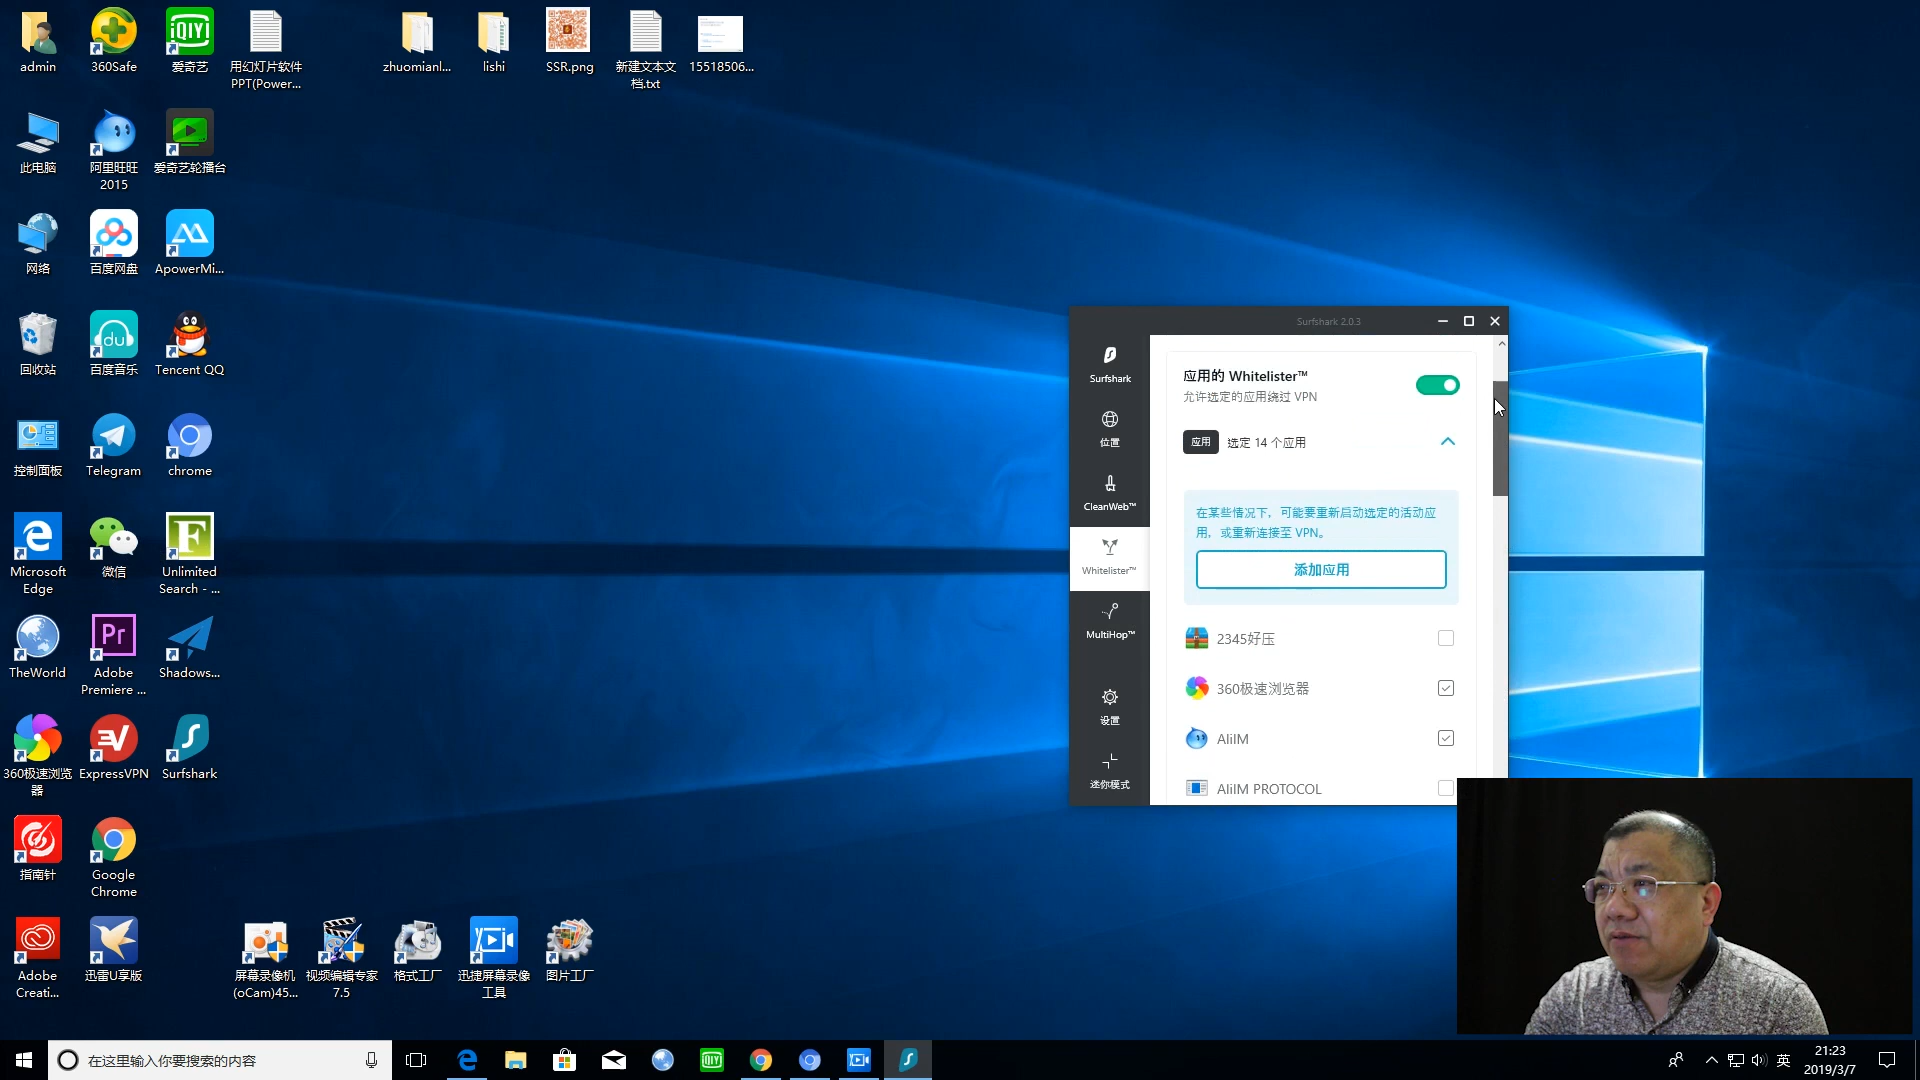 admin
360Safe
爱奇艺
用幻灯片软件
PPT(Power...
zhuomianl...
lishi
SSR.png
新建文本文
档.txt
15518506...
此电脑
阿里旺旺
2015
爱奇艺轮播台
网络
百度网盘
ApowerMi...
回收站
百度音乐
Tencent QQ
控制面板
Telegram
chrome
Microsoft
Edge
微信
Unlimited
Search - ...
TheWorld
Adobe
Premiere ...
Shadows...
360极速浏览
器
ExpressVPN
Surfshark
指南针
Google
Chrome
Adobe
Creati...
迅雷U享版
屏幕录像机
(oCam)45...
视频编辑专家
7.5
格式工厂
迅捷屏幕录像
工具
图片工厂
Surfshark 2.0.3
Surfshark
位置
CleanWeb™
Whitelister™
MultiHop™
设置
迷你模式
应用的 Whitelister™
允许选定的应用绕过 VPN
应用 选定 14 个应用
在某些情况下，可能要重新启动选定的活动应
用，或重新连接至 VPN。
添加应用
2345好压
360极速浏览器
AliIM
AliIM PROTOCOL
在这里输入你要搜索的内容
英
21:23
2019/3/7